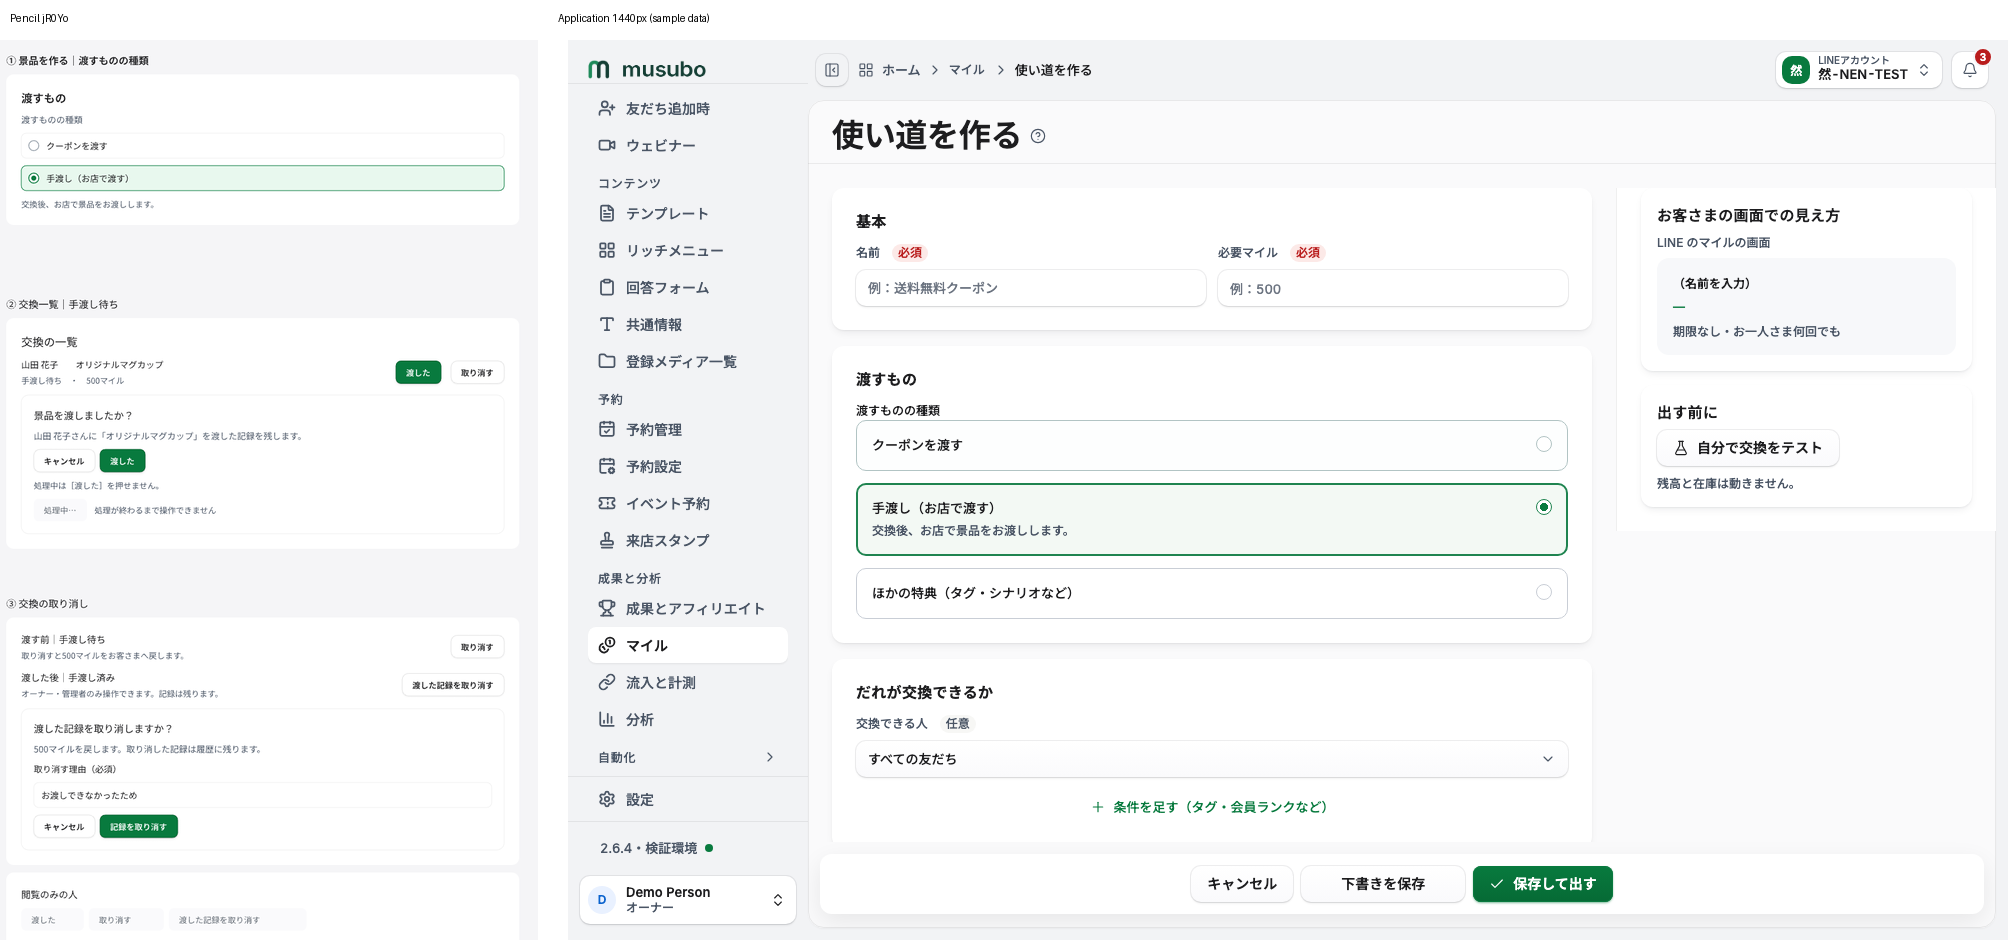 Pencil jR0Yo
① 景品を作る｜渡すものの種類
渡すもの
渡すものの種類
クーポンを渡す
手渡し（お店で渡す）
交換後、お店で景品をお渡しします。
② 交換一覧｜手渡し待ち
交換の一覧
山田 花子 オリジナルマグカップ
手渡し待ち ・ 500マイル
渡した
取り消す
景品を渡しましたか？
山田 花子さんに「オリジナルマグカップ」を渡した記録を残します。
キャンセル
渡した
処理中は［渡した］を押せません。
処理中…
処理が終わるまで操作できません
③ 交換の取り消し
渡す前｜手渡し待ち
取り消すと500マイルをお客さまへ戻します。
取り消す
渡した後｜手渡し済み
オーナー・管理者のみ操作できます。記録は残ります。
渡した記録を取り消す
渡した記録を取り消しますか？
500マイルを戻します。取り消した記録は履歴に残ります。
取り消す理由（必須）
お渡しできなかったため
キャンセル
記録を取り消す
閲覧のみの人
渡した
取り消す
渡した記録を取り消す
Application 1440px (sample data)
musubo
友だち追加時
ウェビナー
コンテンツ
テンプレート
リッチメニュー
回答フォーム
共通情報
登録メディア一覧
予約
予約管理
予約設定
イベント予約
来店スタンプ
成果と分析
成果とアフィリエイト
マイル
流入と計測
分析
自動化
設定
2.6.4・検証環境
D
Demo Person
オーナー
ホーム
マイル
使い道を作る
然
LINEアカウント
然-NEN-TEST
3
使い道を作る
基本
名前 必須
例：送料無料クーポン
必要マイル 必須
例：500
渡すもの
渡すものの種類
クーポンを渡す
手渡し（お店で渡す）
交換後、お店で景品をお渡しします。
ほかの特典（タグ・シナリオなど）
だれが交換できるか
交換できる人 任意
すべての友だち
条件を足す（タグ・会員ランクなど）
お客さまの画面での見え方
LINE のマイルの画面
（名前を入力）
—
期限なし・お一人さま何回でも
出す前に
自分で交換をテスト
残高と在庫は動きません。
キャンセル
下書きを保存
保存して出す